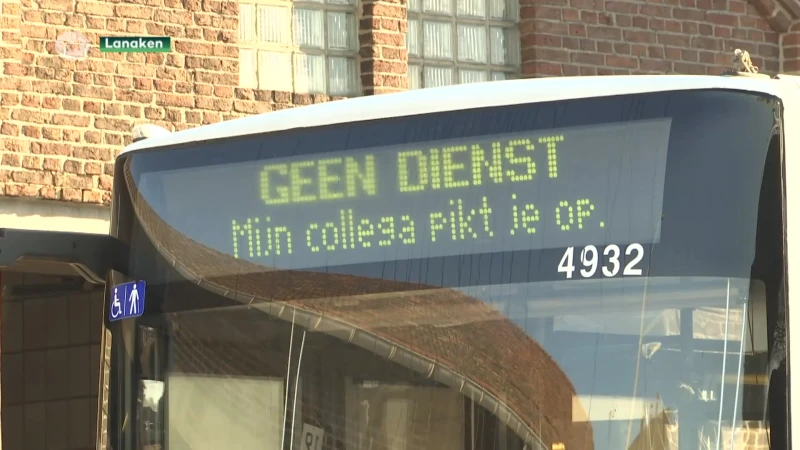 Lanaken
GEEN DIENST
Mijn collega pikt je op.
4932